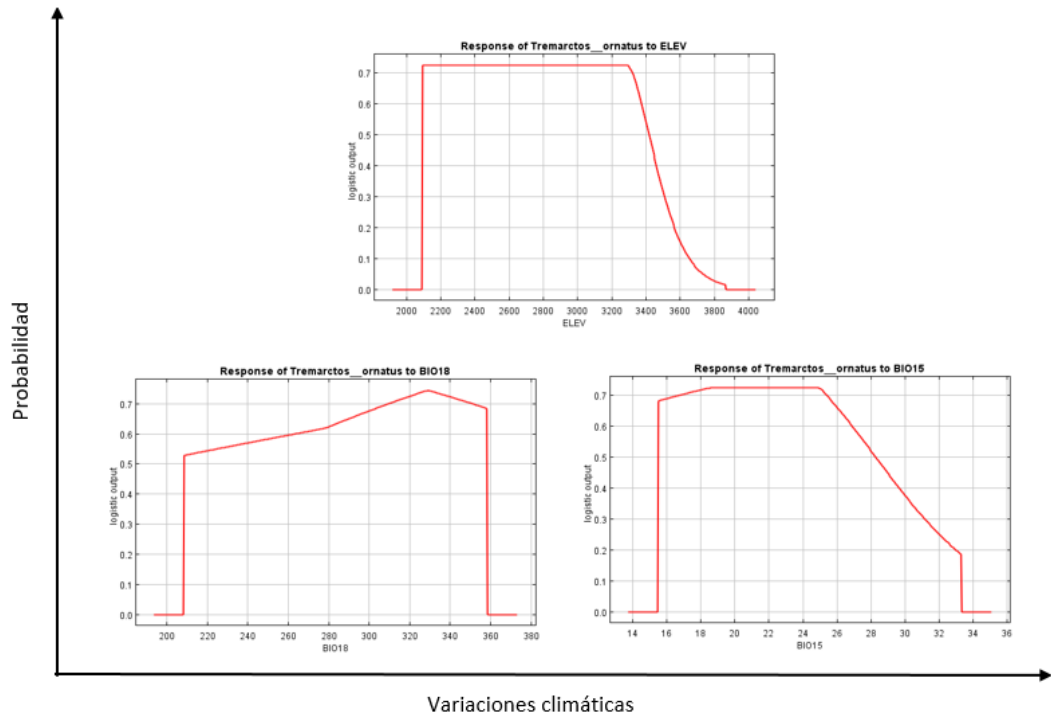 Probabilidad
Response of Tremarctos__ornatus to ELEV
logistic output
0.7
0.6
0.5
0.4
0.3
0.2
0.1
0.0
2000 2200 2400 2600 2800 3000 3200 3400 3600 3800 4000
ELEV
Response of Tremarctos__ornatus to BIO18
logistic output
0.7
0.6
0.5
0.4
0.3
0.2
0.1
0.0
200 220 240 260 280 300 320 340 360 380
BIO18
Response of Tremarctos__ornatus to BIO15
logistic output
0.7
0.6
0.5
0.4
0.3
0.2
0.1
0.0
14 16 18 20 22 24 26 28 30 32 34 36
BIO15
Variaciones climáticas